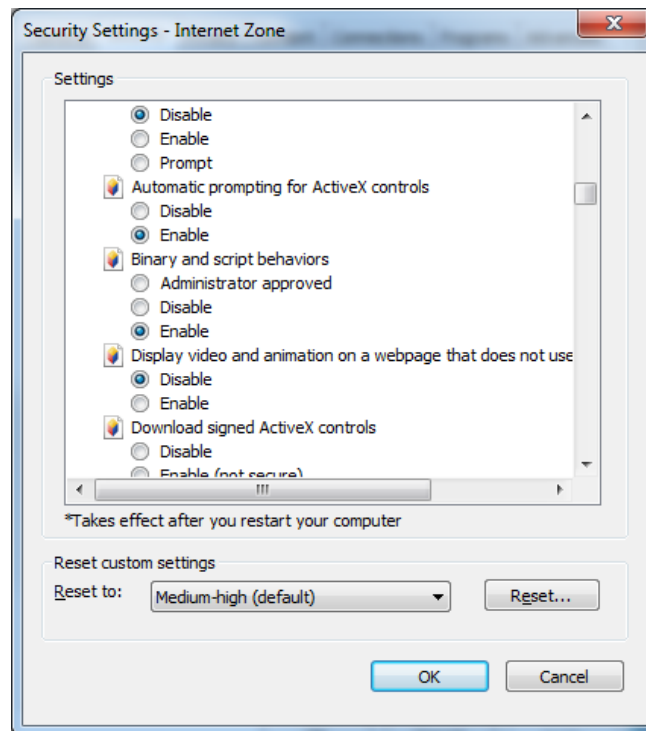 Security Settings - Internet Zone
Settings
Disable
Enable
Prompt
Automatic prompting for ActiveX controls
Disable
Enable
Binary and script behaviors
Administrator approved
Disable
Enable
Display video and animation on a webpage that does not use
Disable
Enable
Download signed ActiveX controls
Disable
Enable (not secure)
*Takes effect after you restart your computer
Reset custom settings
Reset to: Medium-high (default) Reset...
OK Cancel